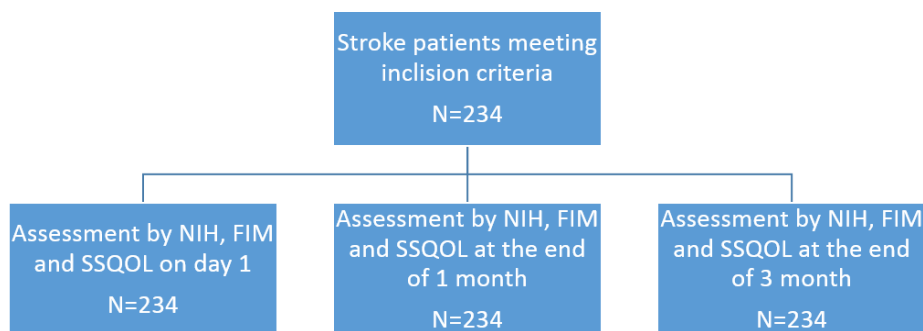 Stroke patients meeting
inclision criteria
N=234
Assessment by NIH, FIM
and SSQOL on day 1
N=234
Assessment by NIH, FIM
and SSQOL at the end
of 1 month
N=234
Assessment by NIH, FIM
and SSQOL at the end
of 3 month
N=234